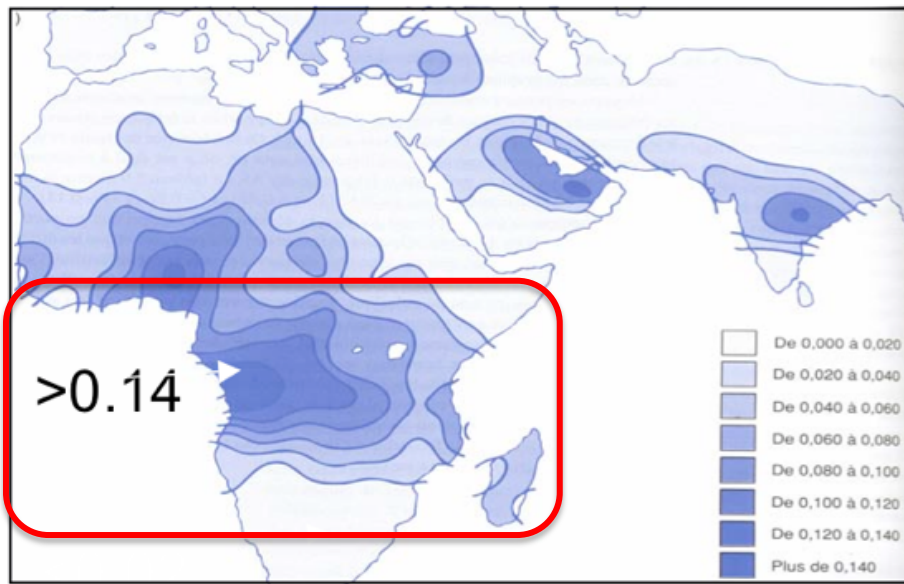 )
>0.14
De 0,000 à 0,020
De 0,020 à 0,040
De 0,040 à 0,060
De 0,060 à 0,080
De 0,080 à 0,100
De 0,100 à 0,120
De 0,120 à 0,140
Plus de 0,140